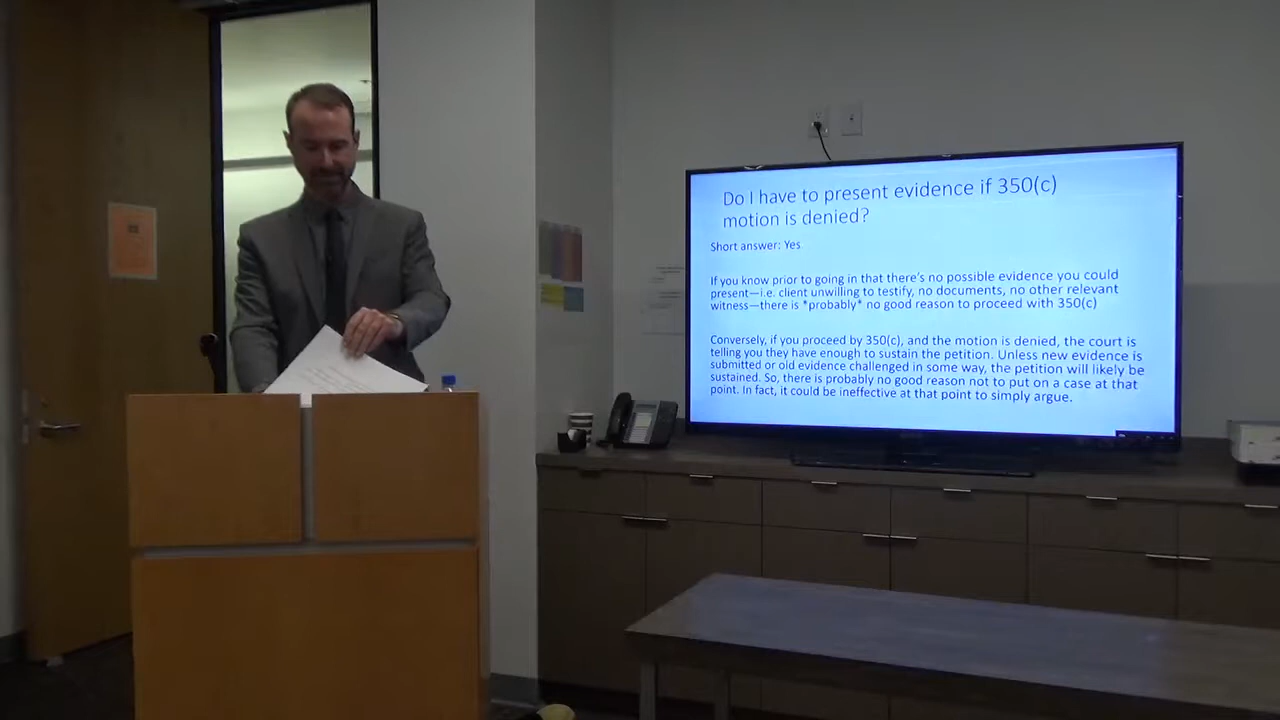 Do I have to present evidence if 350(c)
motion is denied?
Short answer: Yes
If you know prior to going in that there's no possible evidence you could
present—i.e. client unwilling to testify, no documents, no other relevant
witness—there is *probably* no good reason to proceed with 350(c)
Conversely, if you proceed by 350(c), and the motion is denied, the court is
telling you they have enough to sustain the petition. Unless new evidence is
submitted or old evidence challenged in some way, the petition will likely be
sustained. So, there is probably no good reason not to put on a case at that
point. In fact, it could be ineffective at that point to simply argue.